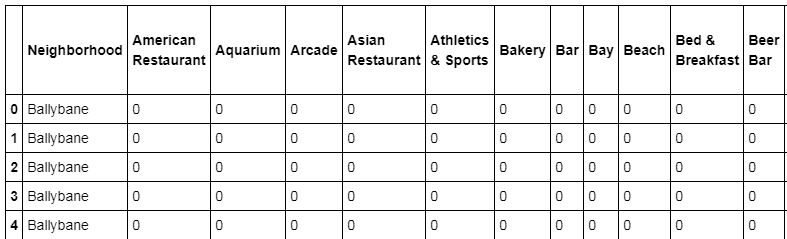 Neighborhood American Restaurant Aquarium Arcade Asian Restaurant Athletics & Sports Bakery Bar Bay Beach Bed & Breakfast Beer Bar
0 Ballybane 0 0 0 0 0 0 0 0 0 0 0
1 Ballybane 0 0 0 0 0 0 0 0 0 0 0
2 Ballybane 0 0 0 0 0 0 0 0 0 0 0
3 Ballybane 0 0 0 0 0 0 0 0 0 0 0
4 Ballybane 0 0 0 0 0 0 0 0 0 0 0